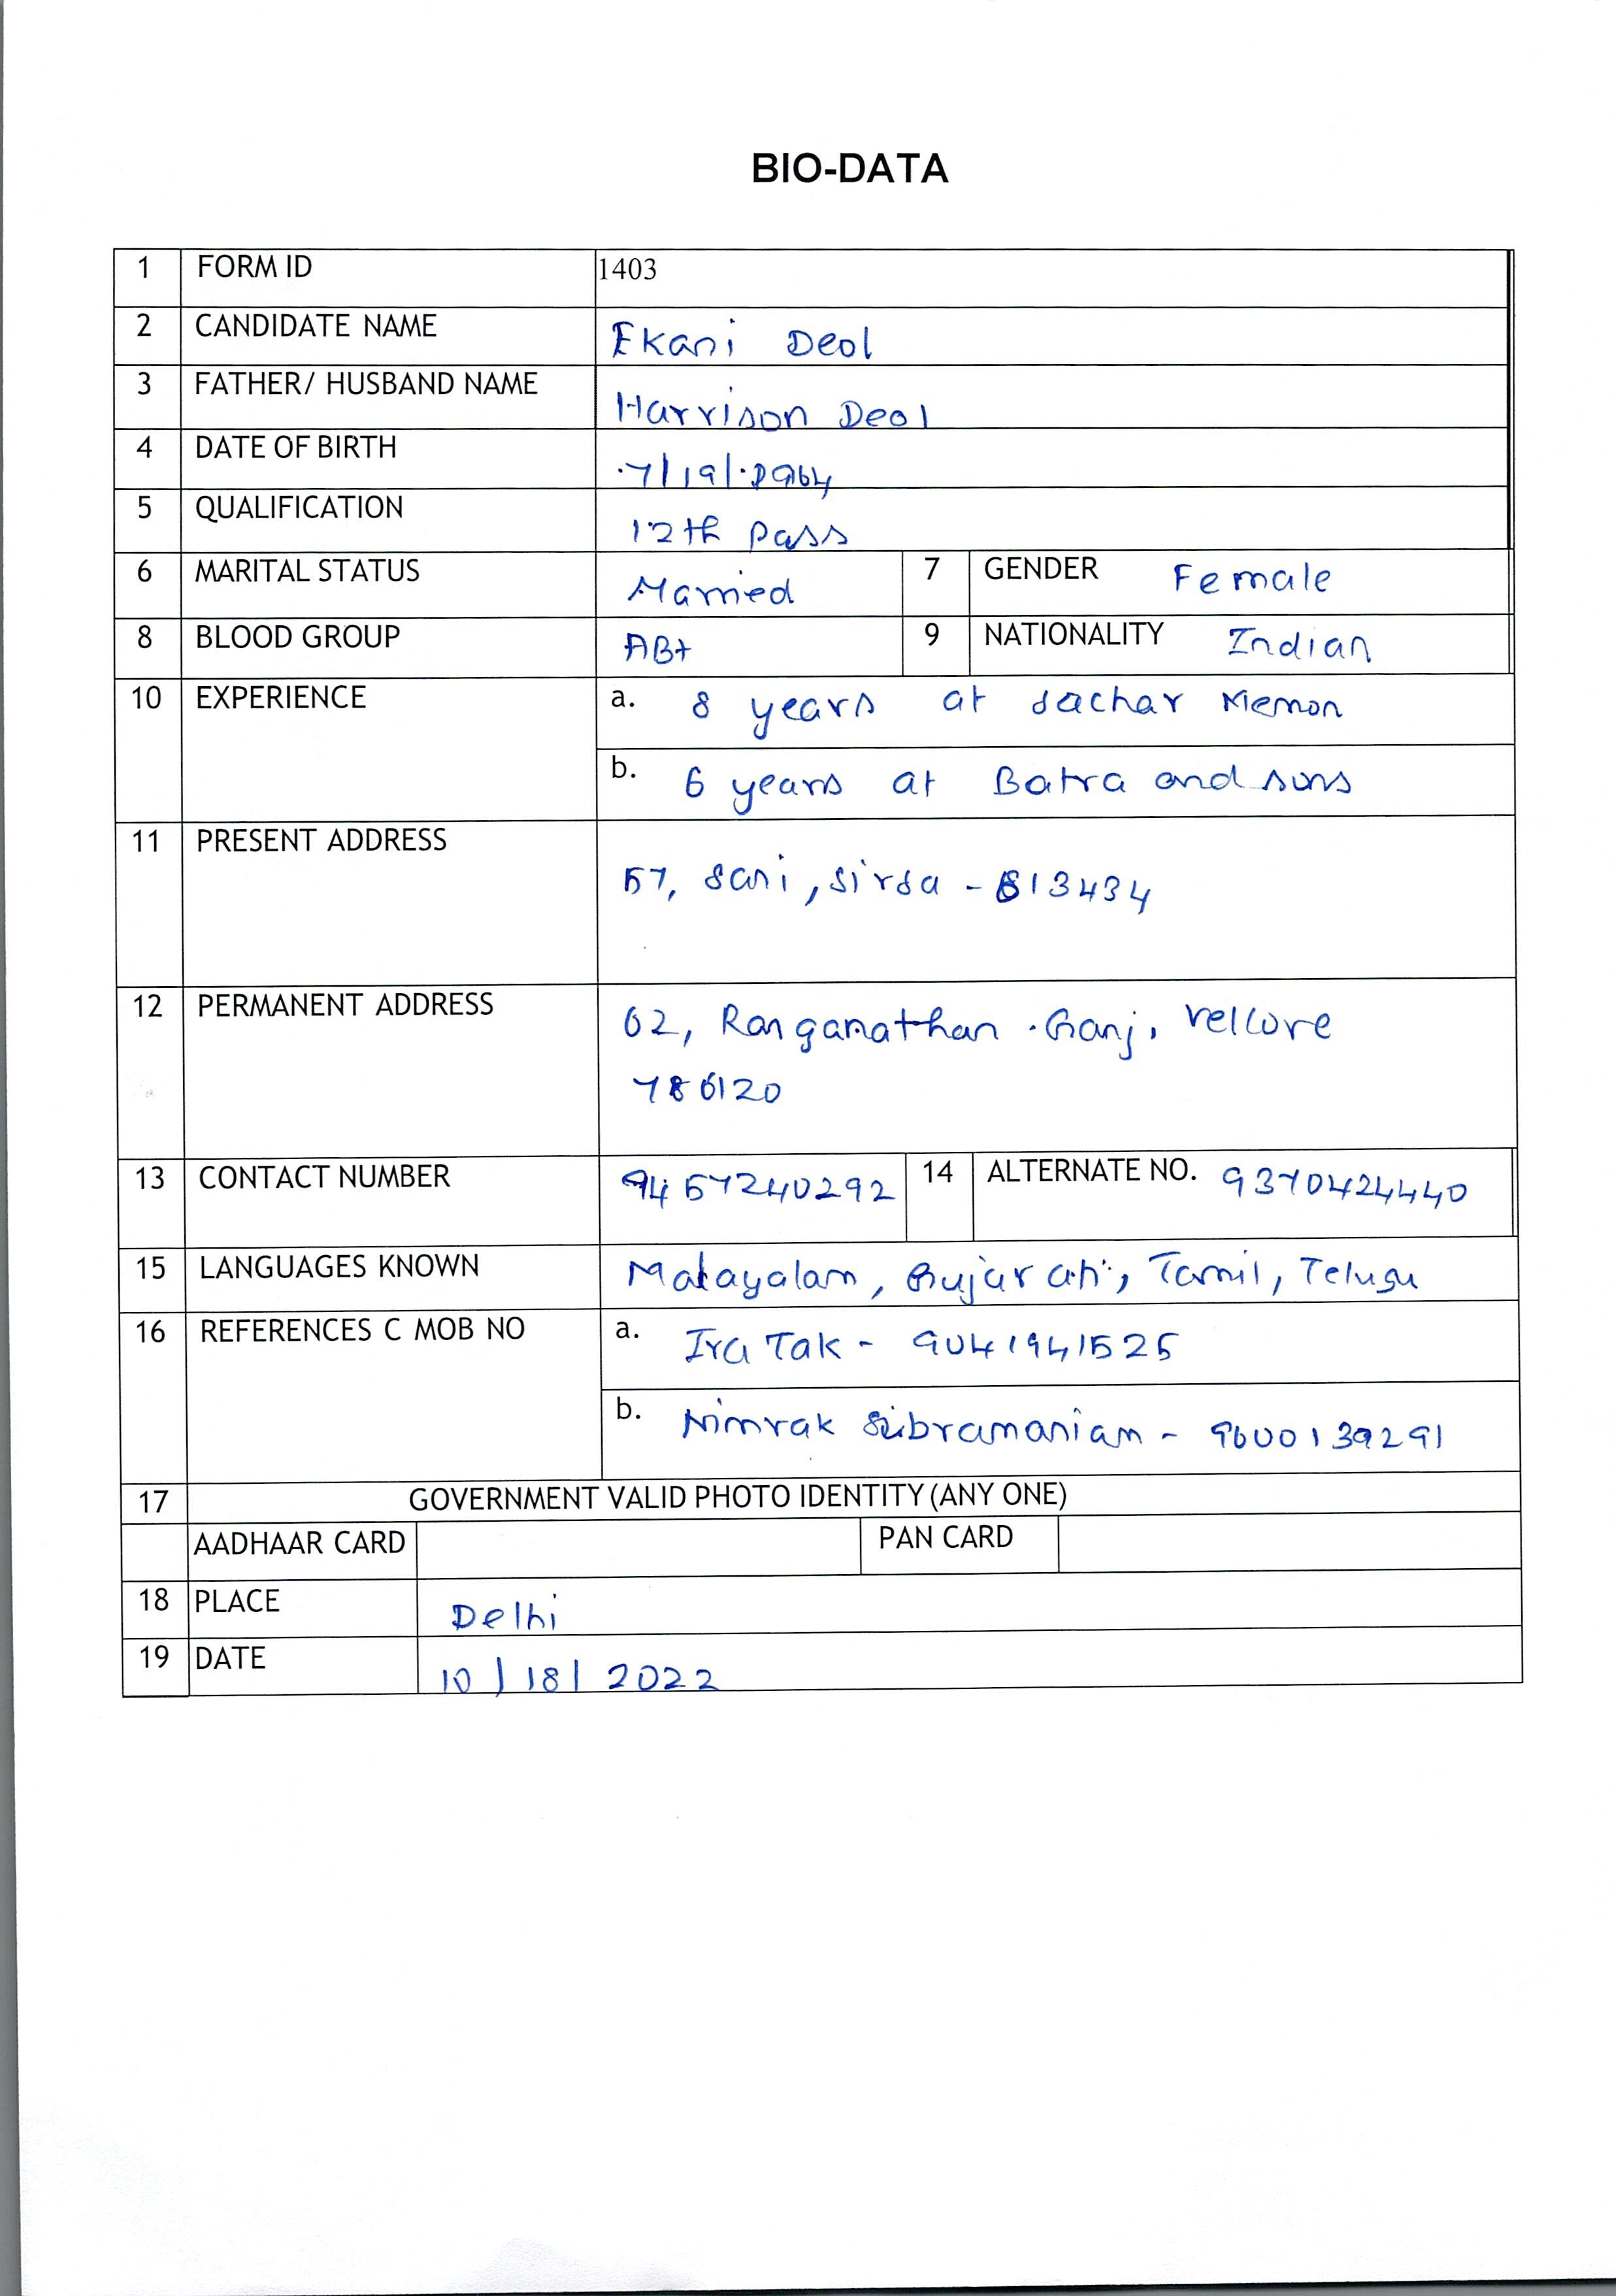 BIO-DATA
1 FORM ID 1403
2 CANDIDATE NAME Ekani Deol
3 FATHER/ HUSBAND NAME Harrison Deol
4 DATE OF BIRTH 7/19/
5 QUALIFICATION 12th pass
6 MARITAL STATUS Married 7 GENDER Female
8 BLOOD GROUP AB+ 9 NATIONALITY Indian
10 EXPERIENCE a. 8 years at Sachar Memon
b. 6 years at Batra and sons
11 PRESENT ADDRESS
57, Sani, Sirsa - 613434
12 PERMANENT ADDRESS 62, Ranganathan Ganj, Vellore
786120
13 CONTACT NUMBER 9457240292 14 ALTERNATE NO. 9370424440
15 LANGUAGES KNOWN Malayalam, Gujarati, Tamil, Telugu
16 REFERENCES C MOB NO a. Ira Tak - 9041941525
b. Nimrak Subramaniam - 9600139291
17 GOVERNMENT VALID PHOTO IDENTITY (ANY ONE)
AADHAAR CARD PAN CARD
18 PLACE Delhi
19 DATE 10/18/2022